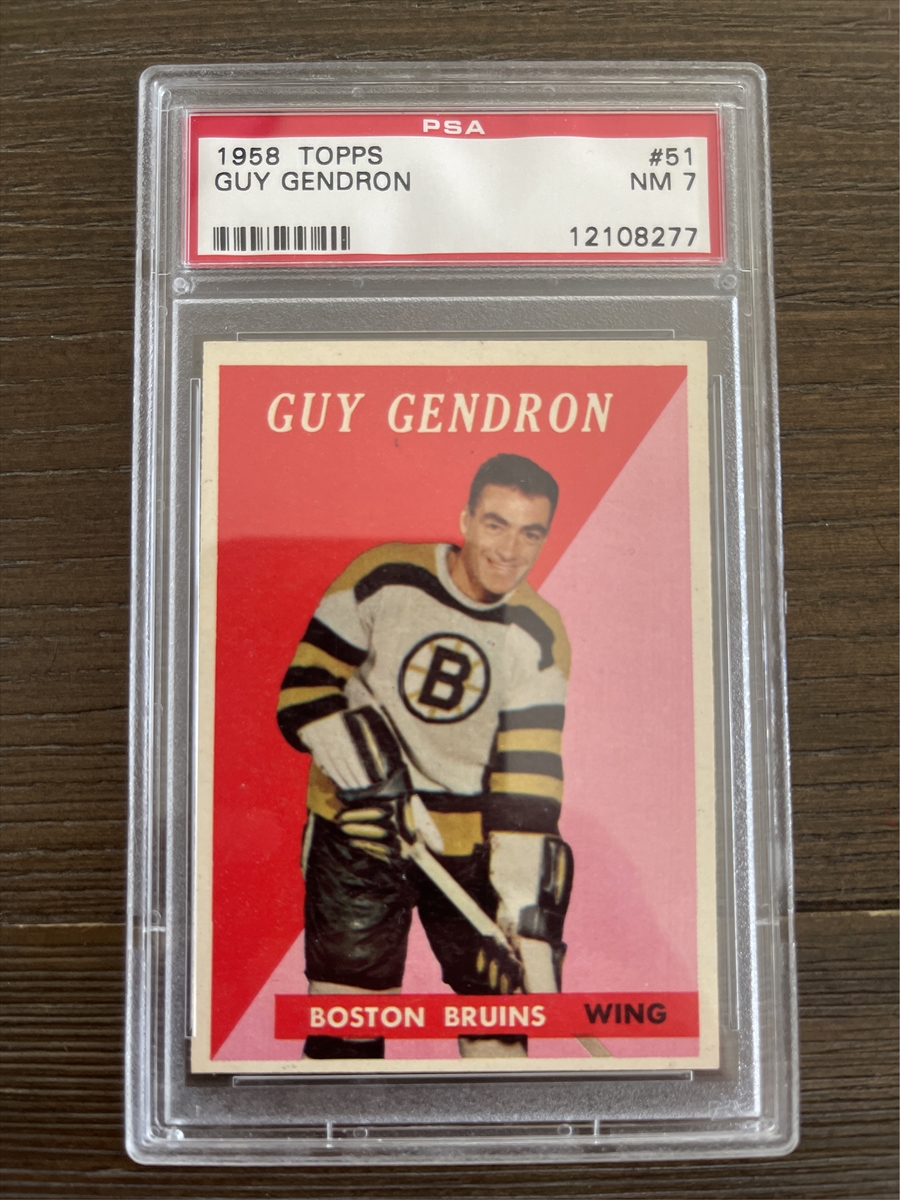 PSA
1958 TOPPS #51
GUY GENDRON NM 7
12108277
GUY GENDRON
B
BOSTON BRUINS WING